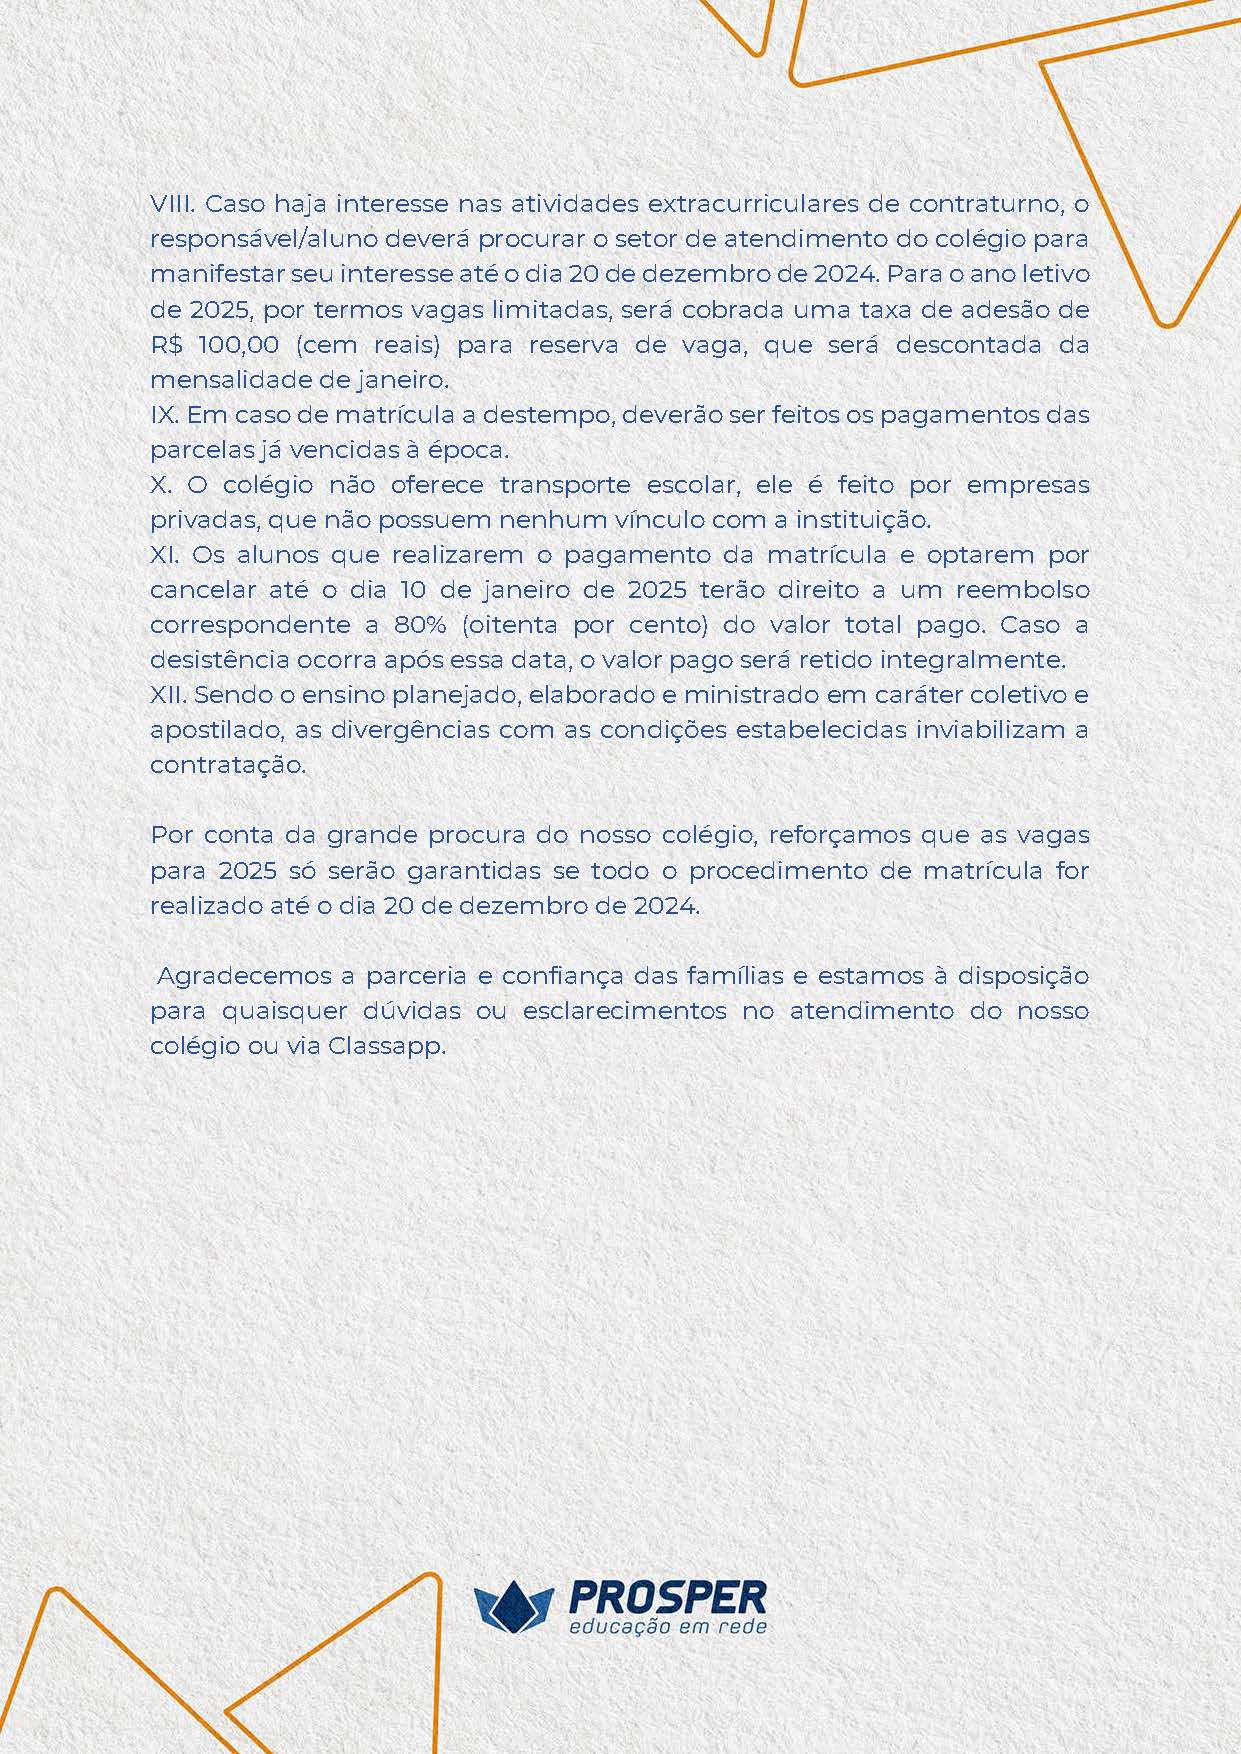 VIII. Caso haja interesse nas atividades extracurriculares de contraturno, o
responsável/aluno deverá procurar o setor de atendimento do colégio para
manifestar seu interesse até o dia 20 de dezembro de 2024. Para o ano letivo
de 2025, por termos vagas limitadas, será cobrada uma taxa de adesão de
R$ 100,00 (cem reais) para reserva de vaga, que será descontada da
mensalidade de janeiro.
IX. Em caso de matrícula a destempo, deverão ser feitos os pagamentos das
parcelas já vencidas à época.
X. O colégio não oferece transporte escolar, ele é feito por empresas
privadas, que não possuem nenhum vínculo com a instituição.
XI. Os alunos que realizarem o pagamento da matrícula e optarem por
cancelar até o dia 10 de janeiro de 2025 terão direito a um reembolso
correspondente a 80% (oitenta por cento) do valor total pago. Caso a
desistência ocorra após essa data, o valor pago será retido integralmente.
XII. Sendo o ensino planejado, elaborado e ministrado em caráter coletivo e
apostilado, as divergências com as condições estabelecidas inviabilizam a
contratação.
Por conta da grande procura do nosso colégio, reforçamos que as vagas
para 2025 só serão garantidas se todo o procedimento de matrícula for
realizado até o dia 20 de dezembro de 2024.
Agradecemos a parceria e confiança das famílias e estamos à disposição
para quaisquer dúvidas ou esclarecimentos no atendimento do nosso
colégio ou via Classapp.
PROSPER
educação em rede